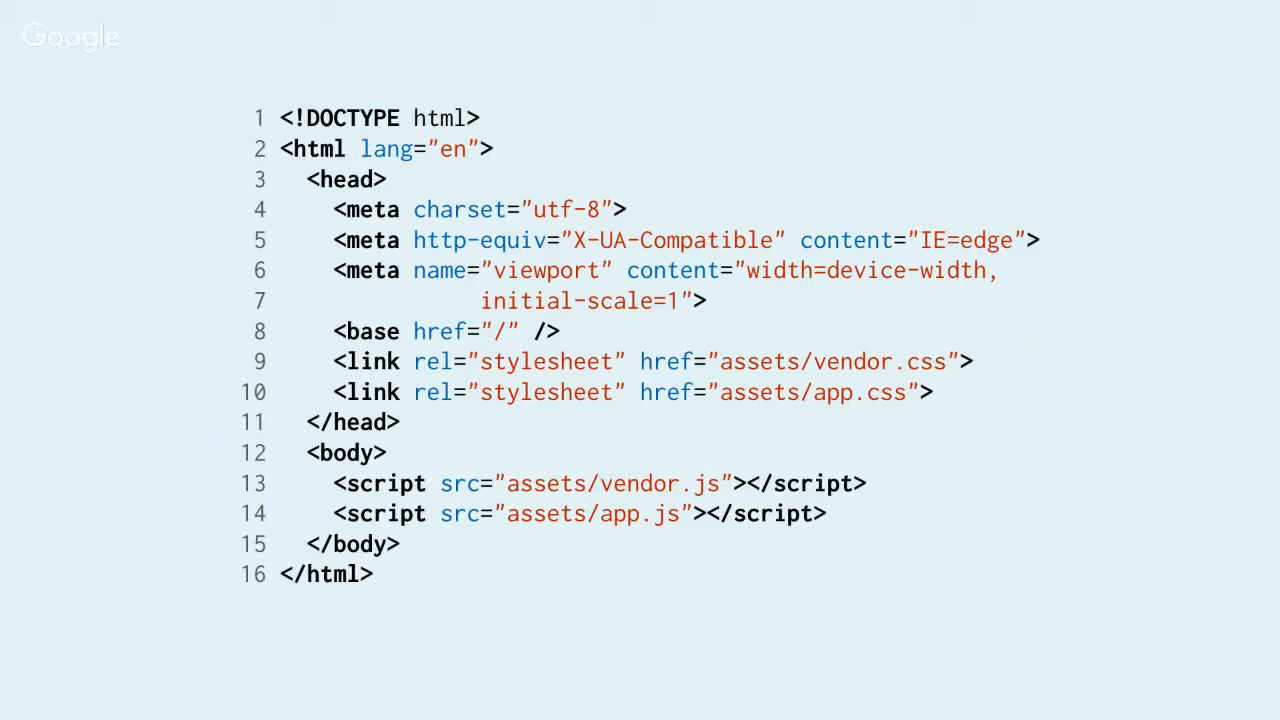 Google
1 <!DOCTYPE html>
2 <html lang="en">
3   <head>
4     <meta charset="utf-8">
5     <meta http-equiv="X-UA-Compatible" content="IE=edge">
6     <meta name="viewport" content="width=device-width,
7                initial-scale=1">
8     <base href="/" />
9     <link rel="stylesheet" href="assets/vendor.css">
10     <link rel="stylesheet" href="assets/app.css">
11   </head>
12   <body>
13     <script src="assets/vendor.js"></script>
14     <script src="assets/app.js"></script>
15   </body>
16 </html>